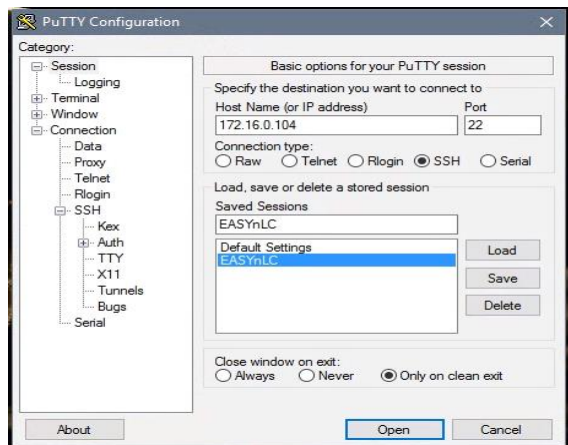 PuTTY Configuration
Category:
Session
Logging
Terminal
Window
Connection
Data
Proxy
Telnet
Rlogin
SSH
Kex
Auth
TTY
X11
Tunnels
Bugs
Serial
Basic options for your PuTTY session
Specify the destination you want to connect to
Host Name (or IP address) Port
172.16.0.104 22
Connection type:
Raw Telnet Rlogin SSH Serial
Load, save or delete a stored session
Saved Sessions
EASYnLC
Default Settings
EASYnLC
Load
Save
Delete
Close window on exit:
Always Never Only on clean exit
About Open Cancel